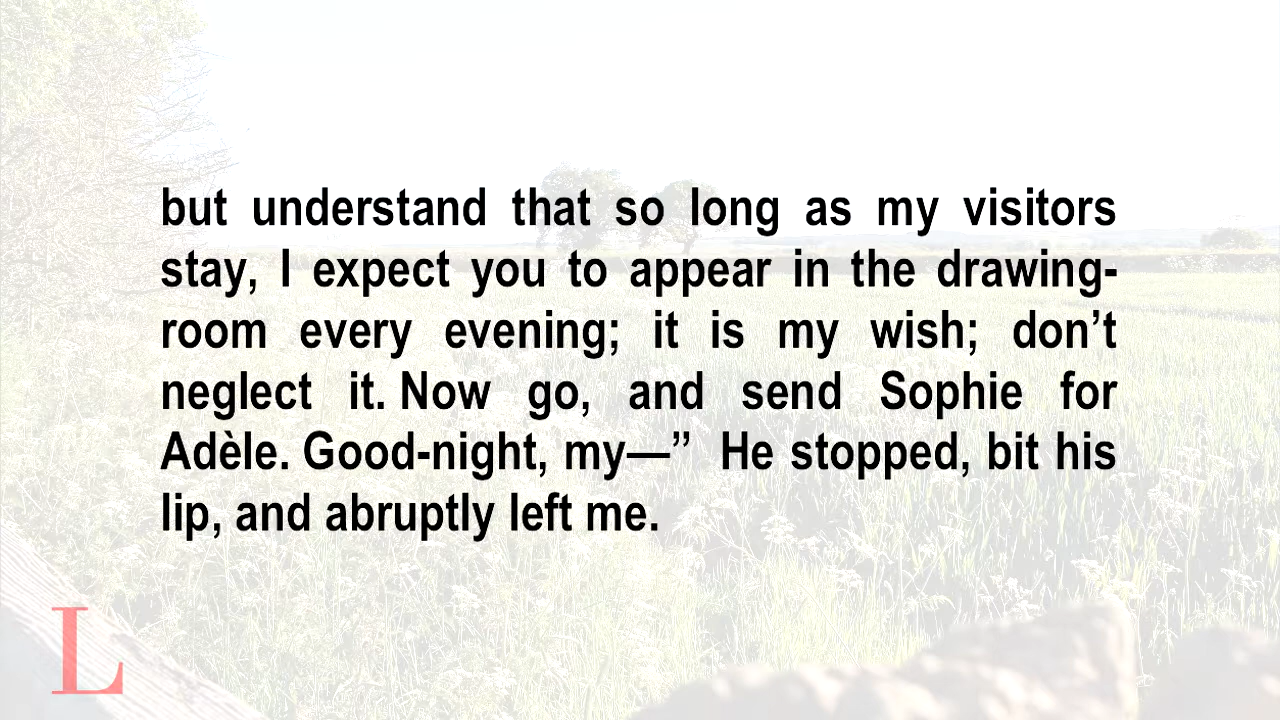 but understand that so long as my visitors
stay, I expect you to appear in the drawing-
room every evening; it is my wish; don’t
neglect it. Now go, and send Sophie for
Adèle. Good-night, my—” He stopped, bit his
lip, and abruptly left me.
L